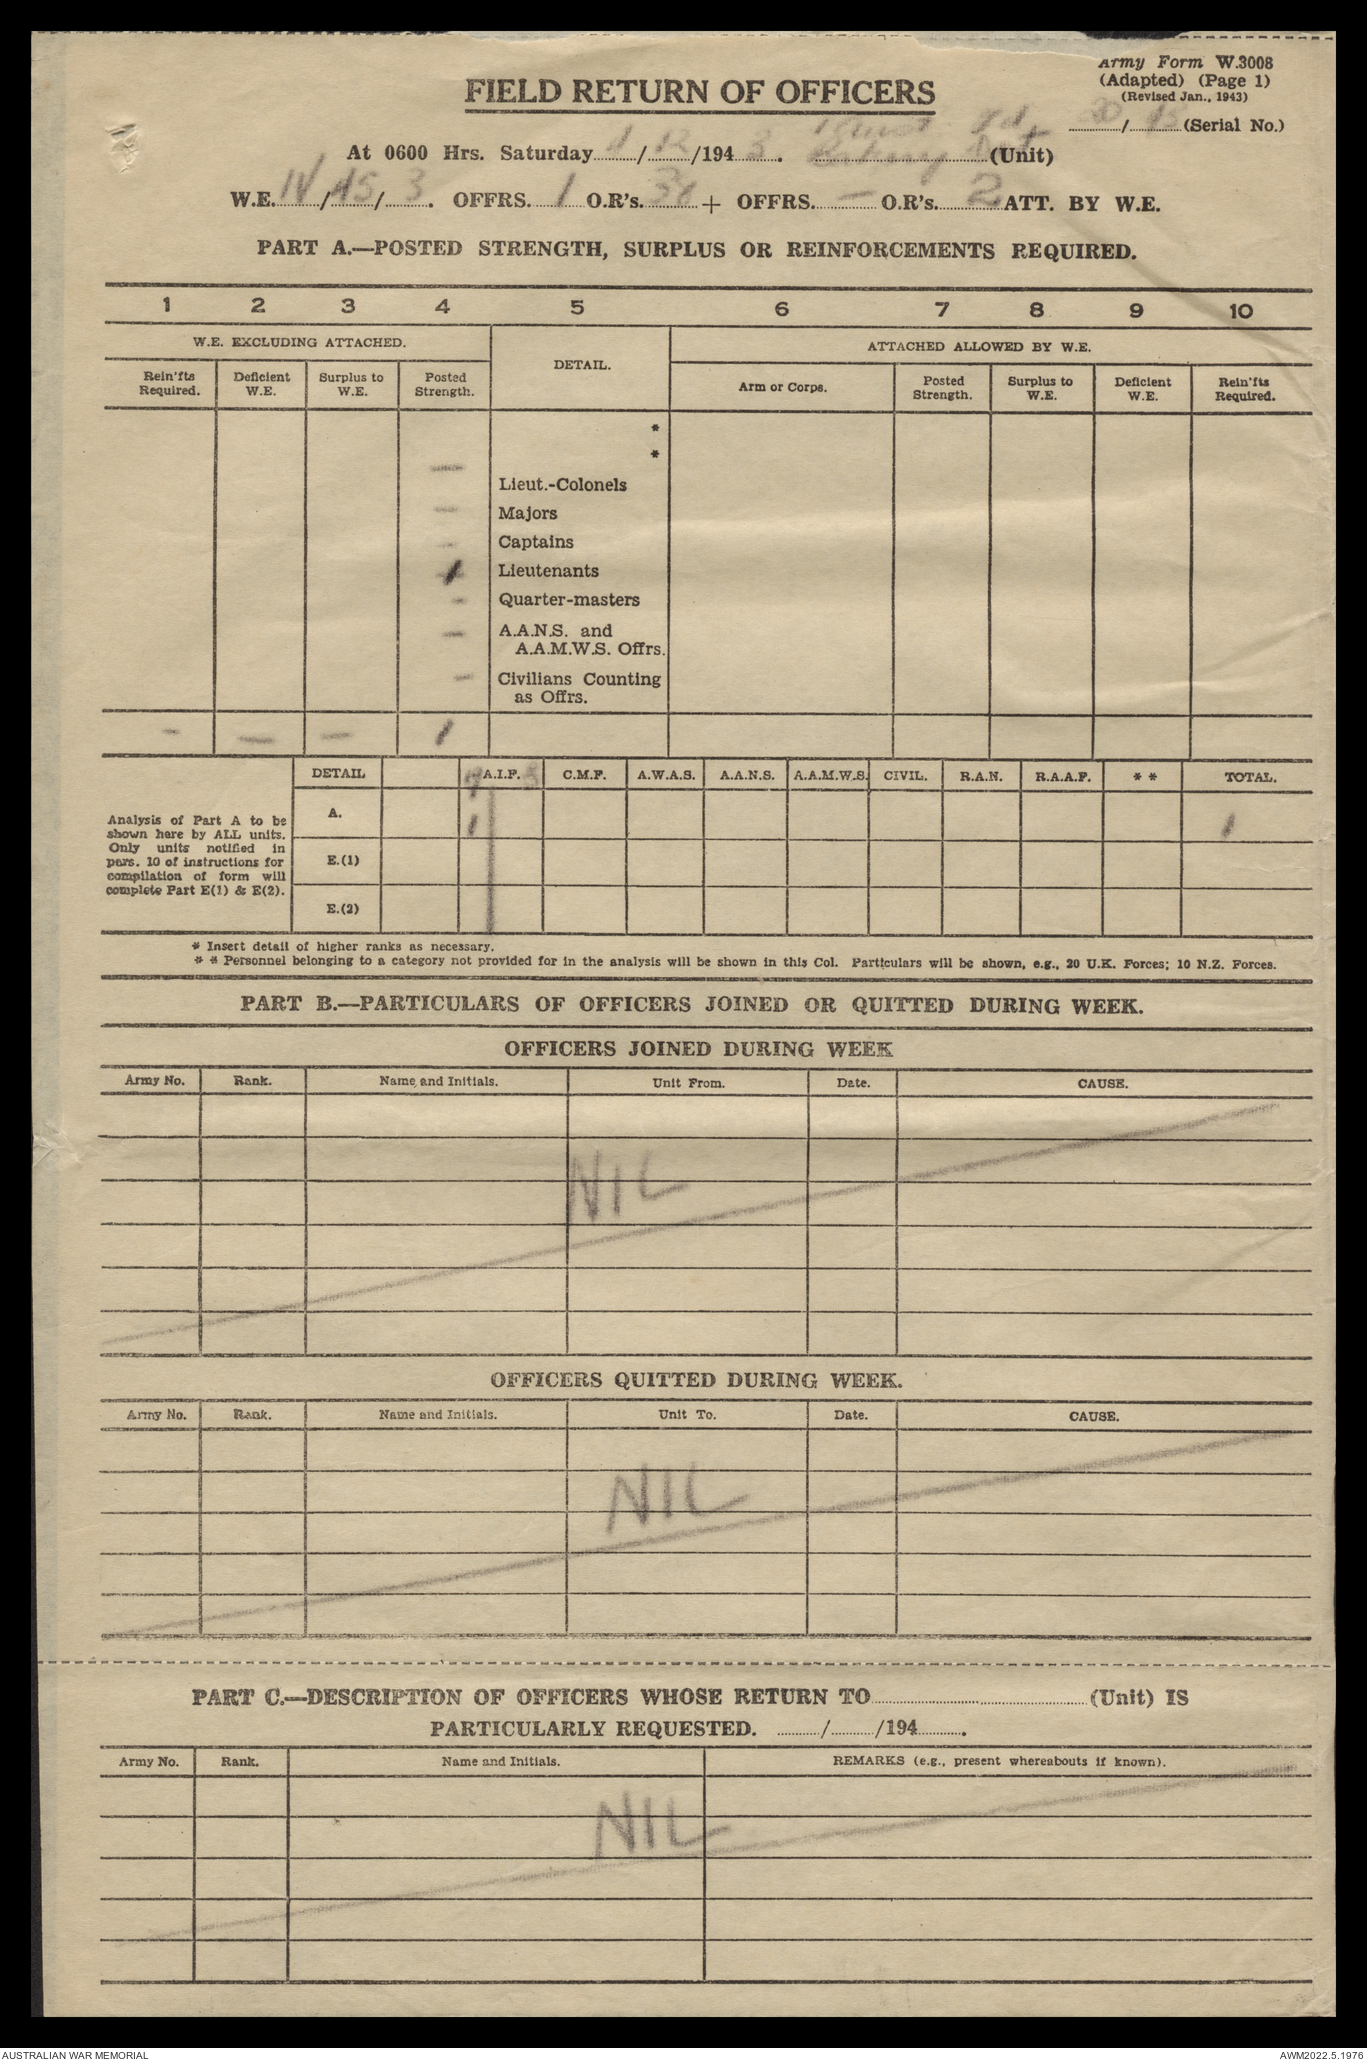 Army Form W.3008
(Adapted) (Page 1)
(Revised Jan., 1943)
FIELD RETURN OF OFFICERS
20/43 (Serial No.)
At 0600 Hrs. Saturday 4/12/1943. Det (Unit)
W.E. IV/45/3. OFFRS. 1 O.R's. 38 + OFFRS. — O.R's. 2 ATT. BY W.E.
PART A.—POSTED STRENGTH, SURPLUS OR REINFORCEMENTS REQUIRED.
1 2 3 4 5 6 7 8 9 10
W.E. EXCLUDING ATTACHED. DETAIL. ATTACHED ALLOWED BY W.E.
Rein'fts Required. Deficient W.E. Surplus to W.E. Posted Strength. Arm or Corps. Posted Strength. Surplus to W.E. Deficient W.E. Rein'fts Required.
*
*
— Lieut.-Colonels
— Majors
— Captains
1 Lieutenants
— Quarter-masters
— A.A.N.S. and
A.A.M.W.S. Offrs.
— Civilians Counting
as Offrs.
— — — 1
DETAIL A.I.F. C.M.F. A.W.A.S. A.A.N.S. A.A.M.W.S. CIVIL. R.A.N. R.A.A.F. * * TOTAL.
Analysis of Part A to be
shown here by ALL units.
Only units notified in
para. 10 of instructions for
compilation of form will
complete Part E(1) & E(2).
A. 1 1
E.(1)
E.(2)
* Insert detail of higher ranks as necessary.
* * Personnel belonging to a category not provided for in the analysis will be shown in this Col. Particulars will be shown, e.g., 20 U.K. Forces; 10 N.Z. Forces.
PART B.—PARTICULARS OF OFFICERS JOINED OR QUITTED DURING WEEK.
OFFICERS JOINED DURING WEEK
Army No. Rank. Name and Initials. Unit From. Date. CAUSE.
NIL
OFFICERS QUITTED DURING WEEK.
Army No. Rank. Name and Initials. Unit To. Date. CAUSE.
NIL
PART C.—DESCRIPTION OF OFFICERS WHOSE RETURN TO (Unit) IS
PARTICULARLY REQUESTED. / /194 .
Army No. Rank. Name and Initials. REMARKS (e.g., present whereabouts if known).
NIL
AUSTRALIAN WAR MEMORIAL AWM2022.5.1976